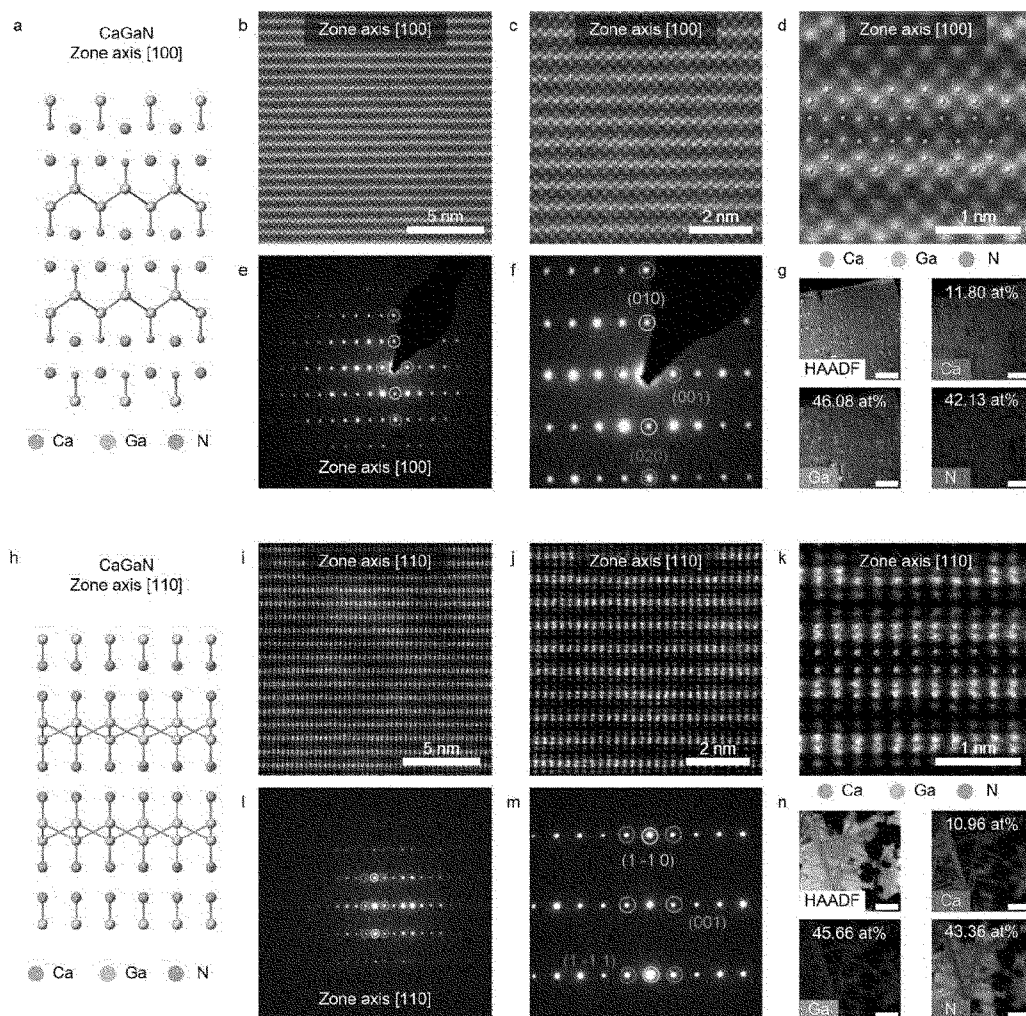 a
CaGaN
Zone axis [100]
Ca Ga N
b
Zone axis [100]
5 nm
c
Zone axis [100]
2 nm
d
Zone axis [100]
1 nm
Ca Ga N
e
Zone axis [100]
f
(010)
(001)
(020)
g
HAADF
11.80 at%
Ca
46.08 at%
Ga
42.13 at%
N
h
CaGaN
Zone axis [110]
Ca Ga N
i
Zone axis [110]
5 nm
j
Zone axis [110]
2 nm
k
Zone axis [110]
1 nm
Ca Ga N
l
Zone axis [110]
m
(1 -1 0)
(001)
n
HAADF
10.96 at%
Ca
45.66 at%
Ga
43.36 at%
N